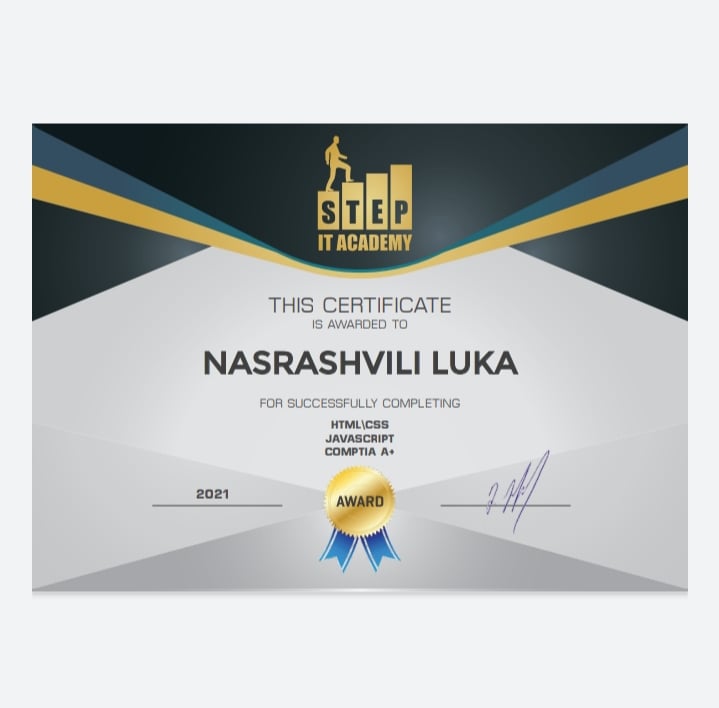 STEP
IT ACADEMY
THIS CERTIFICATE
IS AWARDED TO
NASRASHVILI LUKA
FOR SUCCESSFULLY COMPLETING
HTML\CSS
JAVASCRIPT
COMPTIA A+
2021
AWARD